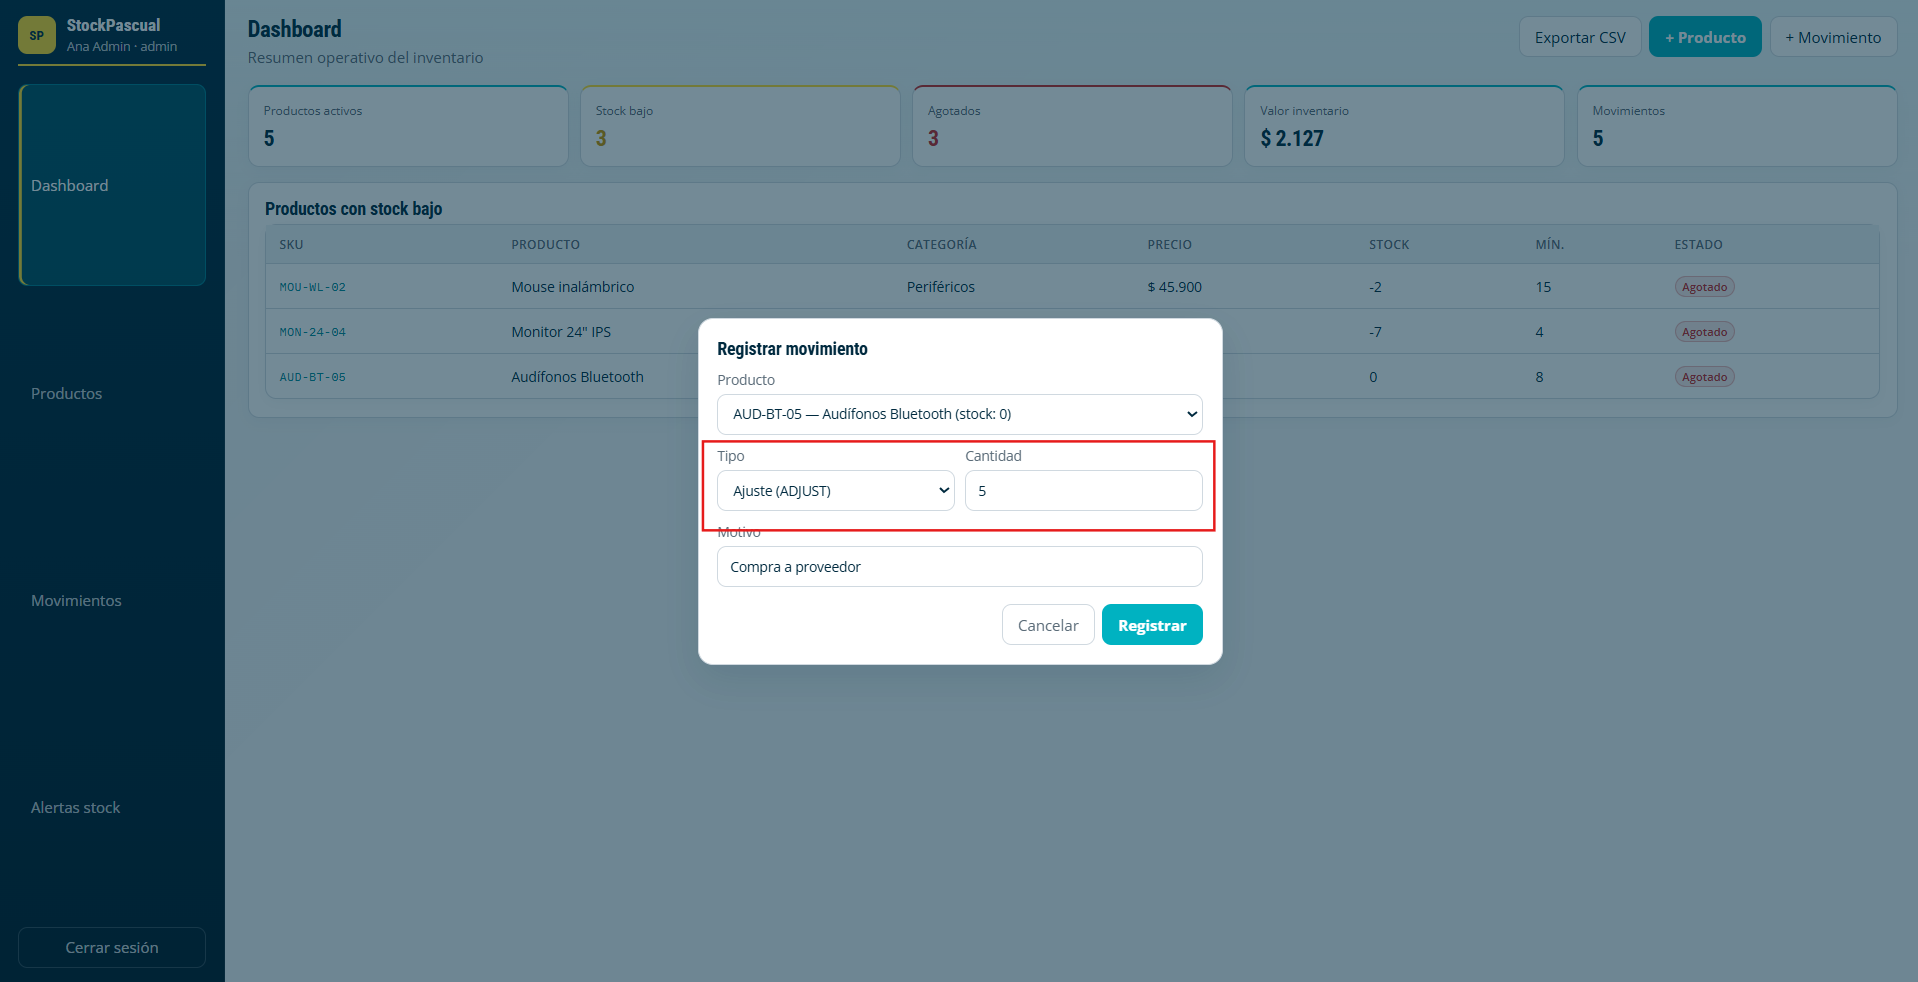 SP
StockPascual
Ana Admin · admin
Dashboard
Productos
Movimientos
Alertas stock
Cerrar sesión
Dashboard
Resumen operativo del inventario
Exportar CSV
+ Producto
+ Movimiento
Productos activos
5
Stock bajo
3
Agotados
3
Valor inventario
$ 2.127
Movimientos
5
Productos con stock bajo
SKU PRODUCTO CATEGORÍA PRECIO STOCK MÍN. ESTADO
MOU-WL-02 Mouse inalámbrico Periféricos $ 45.900 -2 15 Agotado
MON-24-04 Monitor 24" IPS -7 4 Agotado
AUD-BT-05 Audífonos Bluetooth 0 8 Agotado
Registrar movimiento
Producto
AUD-BT-05 — Audífonos Bluetooth (stock: 0)
Tipo Cantidad
Ajuste (ADJUST) 5
Motivo
Compra a proveedor
Cancelar Registrar